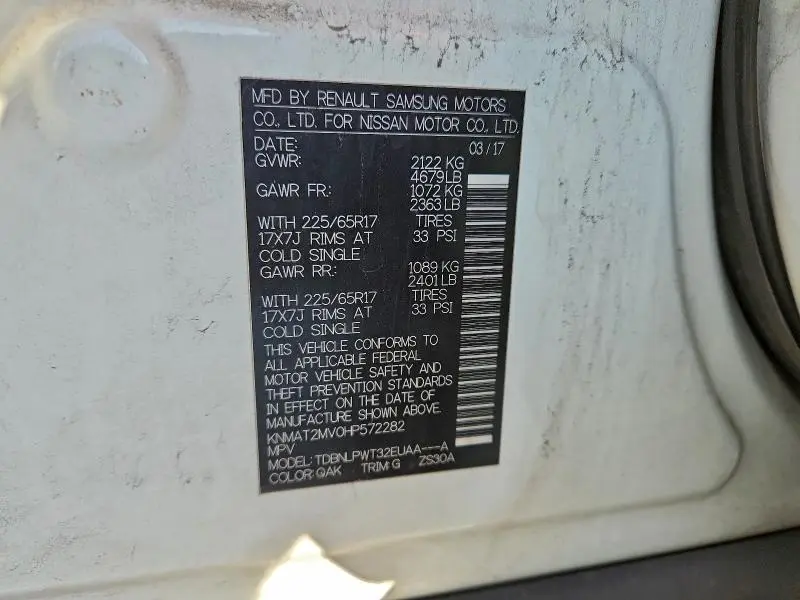 MFD BY RENAULT SAMSUNG MOTORS
CO., LTD. FOR NISSAN MOTOR CO., LTD.
DATE: 03/17
GVWR: 2122 KG
4679LB
GAWR FR.: 1072 KG
2363LB
WITH 225/65R17 TIRES
17X7J RIMS AT 33 PSI
COLD SINGLE
GAWR RR.: 1089 KG
2401LB
WITH 225/65R17 TIRES
17X7J RIMS AT 33 PSI
COLD SINGLE
THIS VEHICLE CONFORMS TO
ALL APPLICABLE FEDERAL
MOTOR VEHICLE SAFETY AND
THEFT PREVENTION STANDARDS
IN EFFECT ON THE DATE OF
MANUFACTURE SHOWN ABOVE.
KNMAT2MV0HP572282
MPV
MODEL: TDBNLPWT32EUAA---A
COLOR: QAK TRIM: G ZS30A